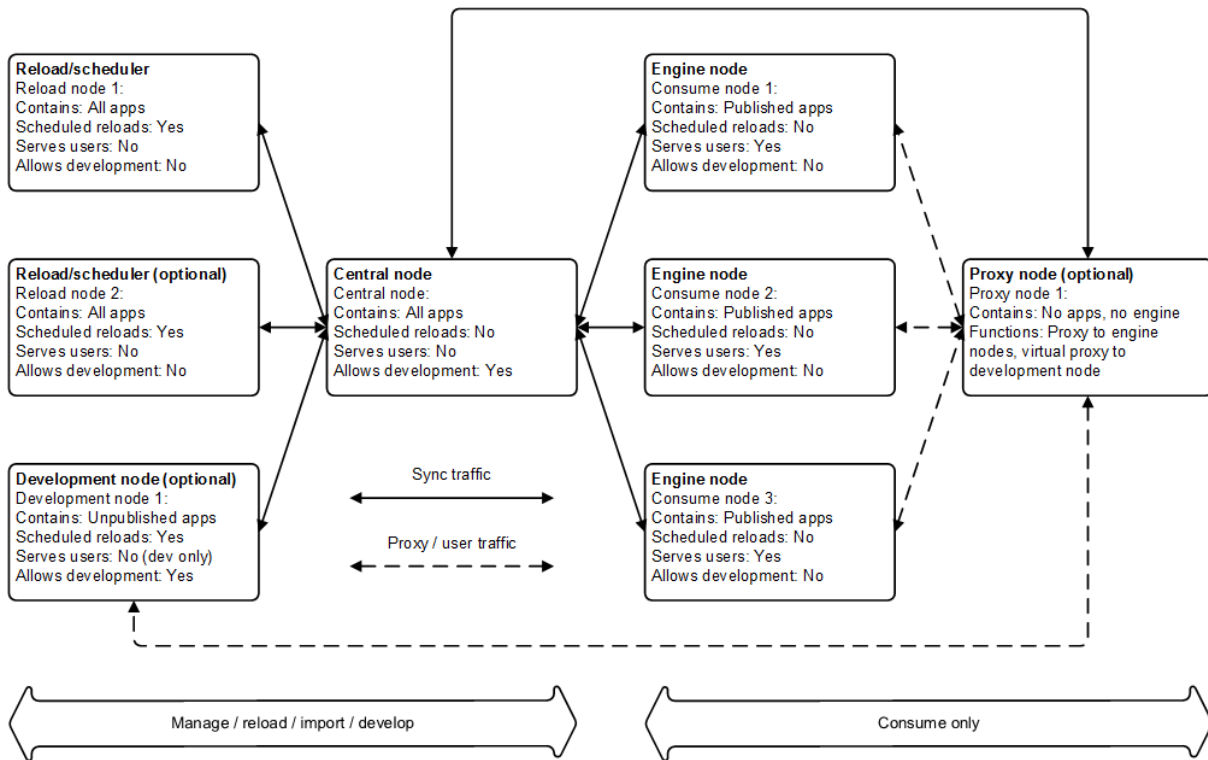 Reload/scheduler
Reload node 1:
Contains: All apps
Scheduled reloads: Yes
Serves users: No
Allows development: No
Engine node
Consume node 1:
Contains: Published apps
Scheduled reloads: No
Serves users: Yes
Allows development: No
Reload/scheduler (optional)
Reload node 2:
Contains: All apps
Scheduled reloads: Yes
Serves users: No
Allows development: No
Central node
Central node:
Contains: All apps
Scheduled reloads: No
Serves users: No
Allows development: Yes
Engine node
Consume node 2:
Contains: Published apps
Scheduled reloads: No
Serves users: Yes
Allows development: No
Proxy node (optional)
Proxy node 1:
Contains: No apps, no engine
Functions: Proxy to engine
nodes, virtual proxy to
development node
Development node (optional)
Development node 1:
Contains: Unpublished apps
Scheduled reloads: Yes
Serves users: No (dev only)
Allows development: Yes
Sync traffic
Proxy / user traffic
Engine node
Consume node 3:
Contains: Published apps
Scheduled reloads: No
Serves users: Yes
Allows development: No
Manage / reload / import / develop
Consume only